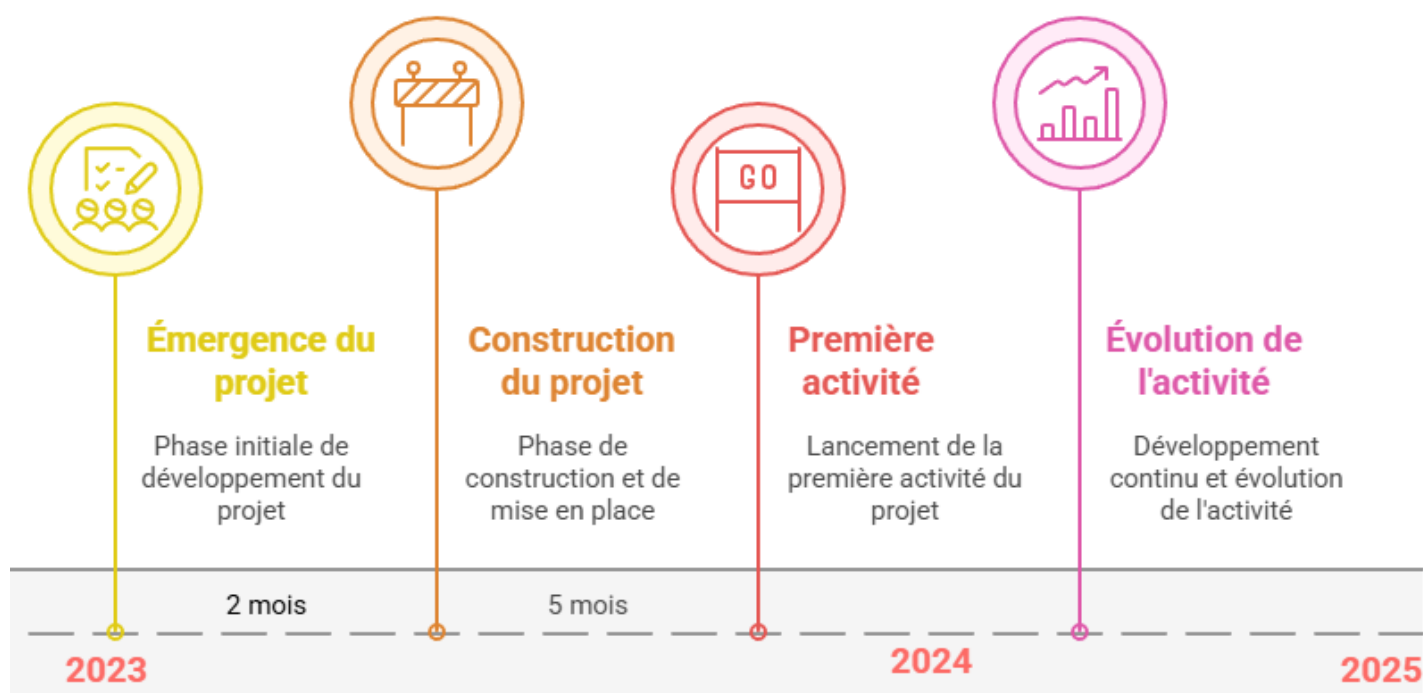 GO
Émergence du
projet
Phase initiale de
développement du
projet
Construction
du projet
Phase de
construction et de
mise en place
Première
activité
Lancement de la
première activité du
projet
Évolution de
l'activité
Développement
continu et évolution
de l'activité
2 mois
5 mois
2023
2024
2025